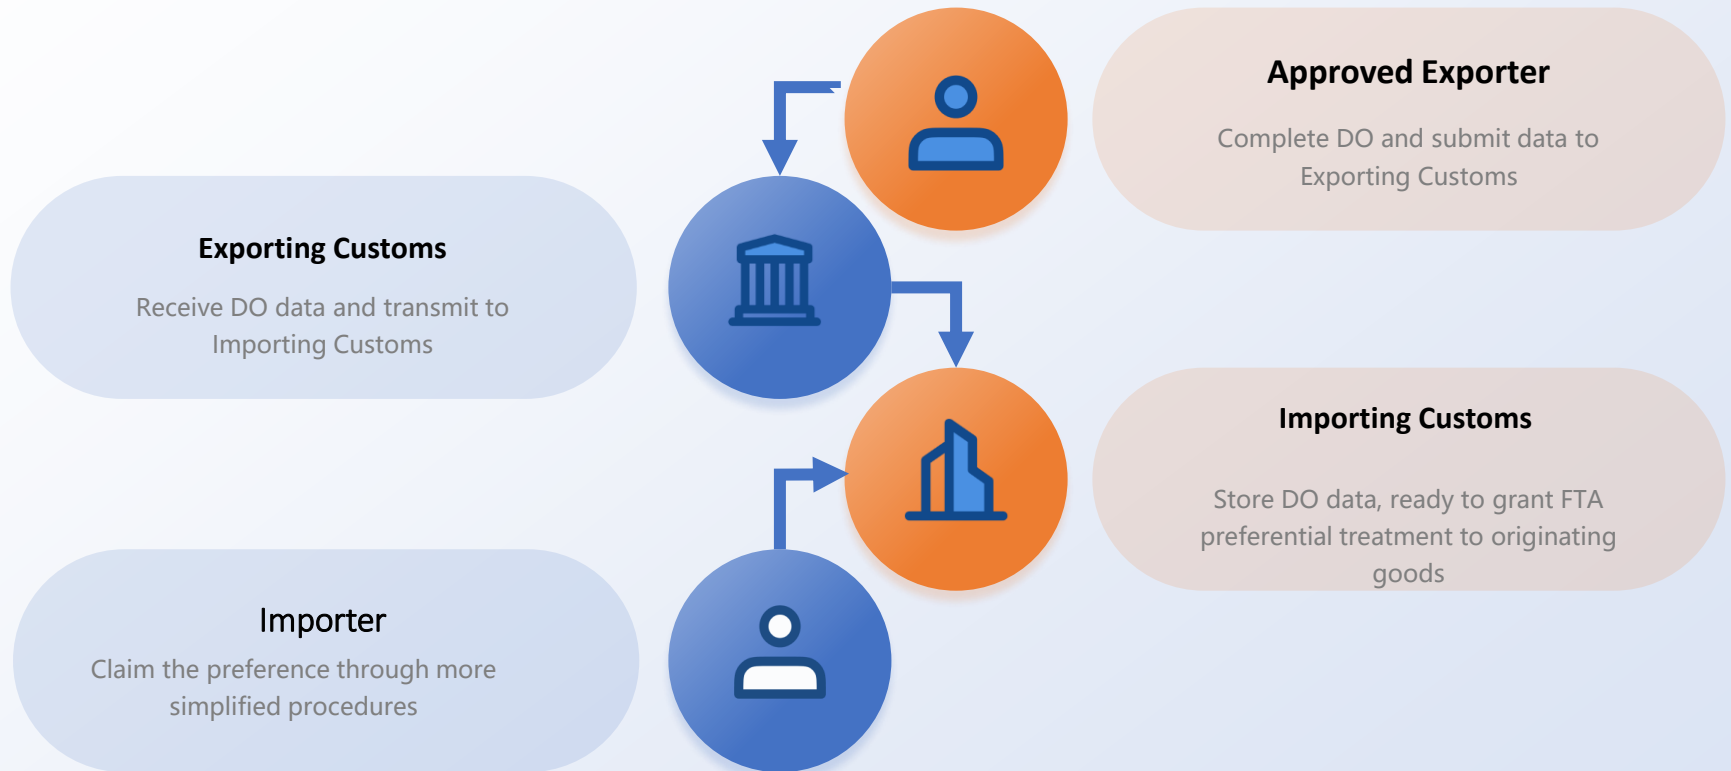 Approved Exporter
Complete DO and submit data to
Exporting Customs
Exporting Customs
Receive DO data and transmit to
Importing Customs
Importing Customs
Store DO data, ready to grant FTA
preferential treatment to originating
goods
Importer
Claim the preference through more
simplified procedures